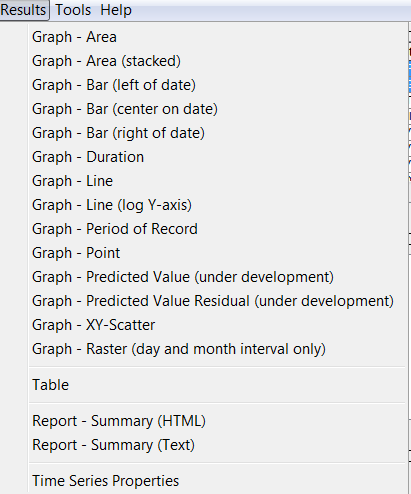 Results Tools Help
Graph - Area
Graph - Area (stacked)
Graph - Bar (left of date)
Graph - Bar (center on date)
Graph - Bar (right of date)
Graph - Duration
Graph - Line
Graph - Line (log Y-axis)
Graph - Period of Record
Graph - Point
Graph - Predicted Value (under development)
Graph - Predicted Value Residual (under development)
Graph - XY-Scatter
Graph - Raster (day and month interval only)
Table
Report - Summary (HTML)
Report - Summary (Text)
Time Series Properties